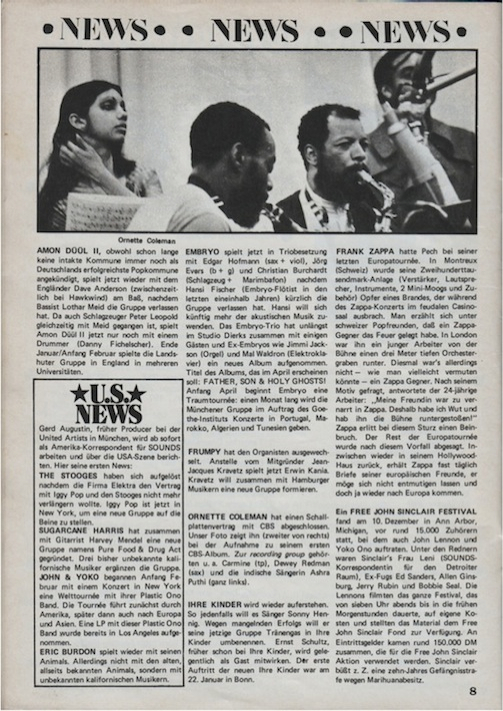 • NEWS • • NEWS • • NEWS •
Ornette Coleman
AMON DÜÜL II, obwohl schon lange
keine intakte Kommune immer noch als
Deutschlands erfolgreichste Popkommune
angekündigt, spielt jetzt wieder mit dem
Engländer Dave Anderson (zwischenzeit-
lich bei Hawkwind) am Baß, nachdem
Bassist Lothar Meid die Gruppe verlassen
hat. Da auch Schlagzeuger Peter Leopold
gleichzeitig mit Meid gegangen ist, spielt
Amon Düül II jetzt nur noch mit einem
Drummer (Danny Fichelscher). Ende
Januar/Anfang Februar spielte die Lands-
huter Gruppe in England in mehreren
Universitäten.
★U.S.★
NEWS
Gerd Augustin, früher Producer bei der
United Artists in München, wird ab sofort
als Amerika-Korrespondent für SOUNDS
arbeiten und über die USA-Szene berich-
ten. Hier seine ersten News:
THE STOOGES haben sich aufgelöst
nachdem die Firma Elektra den Vertrag
mit Iggy Pop und den Stooges nicht mehr
verlängern wollte. Iggy Pop ist jetzt in
New York, um eine neue Gruppe auf die
Beine zu stellen.
SUGARCANE HARRIS hat zusammen
mit Gitarrist Harvey Mandel eine neue
Gruppe namens Pure Food & Drug Act
gegründet. Drei bisher unbekannte kali-
fornische Musiker ergänzen die Gruppe.
JOHN & YOKO begannen Anfang Fe-
bruar mit einem Konzert in New York
eine Welttournée mit ihrer Plastic Ono
Band. Die Tournée führt zunächst durch
Amerika, später dann auch nach Europa
und Asien. Eine LP mit dieser Plastic Ono
Band wurde bereits in Los Angeles aufge-
nommen.
ERIC BURDON spielt wieder mit seinen
Animals. Allerdings nicht mit den alten,
allseits bekannten Animals, sondern mit
unbekannten kalifornischen Musikern.
EMBRYO spielt jetzt in Triobesetzung
mit Edgar Hofmann (sax + viol), Jörg
Evers (b + g) und Christian Burchardt
(Schlagzeug + Marimbafon) nachdem
Hansi Fischer (Embryo-Flötist in den
letzten eineinhalb Jahren) kürzlich die
Gruppe verlassen hat. Hansi will sich
künftig mehr der akustischen Musik zu-
wenden. Das Embryo-Trio hat unlängst
im Studio Dierks zusammen mit einigen
Gästen und Ex-Embryos wie Jimmi Jack-
son (Orgel) und Mal Waldron (Elektrokla-
vier) ein neues Album aufgenommen.
Titel des Albums, das im April erscheinen
soll: FATHER, SON & HOLY GHOSTS!
Anfang April beginnt Embryo eine
Traumtournée: einen Monat lang wird die
Münchener Gruppe im Auftrag des Goe-
the-Instituts Konzerte in Portugal, Ma-
rokko, Algerien und Tunesien geben.
FRUMPY hat den Organisten ausgewech-
selt. Anstelle vom Mitgründer Jean-
Jacques Kravetz spielt jetzt Erwin Kania.
Kravetz will zusammen mit Hamburger
Musikern eine neue Gruppe formieren.
ORNETTE COLEMAN hat einen Schall-
plattenvertrag mit CBS abgeschlossen.
Unser Foto zeigt ihn (zweiter von rechts)
bei der Aufnahme zu seinem ersten
CBS-Album. Zur recording group gehör-
ten u. a. Carmine (tp), Dewey Redman
(sax) und die indische Sängerin Ashra
Puthi (ganz links).
IHRE KINDER wird wieder auferstehen.
So jedenfalls will es Sänger Sonny Hen-
nig. Wegen mangelnden Erfolgs will er
seine jetzige Gruppe Tränengas in Ihre
Kinder umbenennen. Ernst Schultz,
früher schon bei Ihre Kinder, wird gele-
gentlich als Gast mitwirken. Der erste
Auftritt der neuen Ihre Kinder war am
22. Januar in Bonn.
FRANK ZAPPA hatte Pech bei seiner
letzten Europatournée. In Montreux
(Schweiz) wurde seine Zweihunderttau-
sendmark-Anlage (Verstärker, Lautspre-
cher, Instrumente, 2 Mini-Moogs und Zu-
behör) Opfer eines Brandes, der während
des Zappa-Konzerts im feudalen Casino-
saal ausbrach. Man erzählt sich unter
schweizer Popfreunden, daß ein Zappa-
Gegner das Feuer gelegt habe. In London
war ihn ein junger Arbeiter von der
Bühne einen drei Meter tiefen Orchester-
graben runter. Diesmal war's allerdings
nicht — wie man vielleicht vermuten
könnte — ein Zappa Gegner. Nach seinem
Motiv gefragt, antwortete der 24-jährige
Arbeiter: „Meine Freundin war zu ver-
narrt in Zappa. Deshalb habe ich Wut und
hab ihn die Bühne runtergestoßen!"
Zappa erlitt bei diesem Sturz einen Bein-
bruch. Der Rest der Europatournée
wurde nach diesem Vorfall abgesagt. In-
zwischen wieder in seinem Hollywood-
Haus zurück, erhält Zappa fast täglich
Briefe seiner europäischen Freunde, er
möge sich nicht entmutigen lassen und
doch ja wieder nach Europa kommen.
Ein FREE JOHN SINCLAIR FESTIVAL
fand am 10. Dezember in Ann Arbor,
Michigan, vor rund 15.000 Zuhörern
statt, bei dem auch John Lennon und
Yoko Ono auftraten. Unter den Rednern
waren Sinclair's Frau Leni (SOUNDS-
Korrespondentin für den Detroiter
Raum), Ex-Fugs Ed Sanders, Allen Gins-
burg, Jerry Rubin und Bobbie Seal. Die
Lennons filmten das ganze Festival, das
von sieben Uhr abends bis in die frühen
Morgenstunden dauerte, auf eigene Ko-
sten und stellten das Material dem Free
John Sinclair Fond zur Verfügung. An
Eintrittsgelder kamen rund 150.000 DM
zusammen, die für die Free John Sinclair
Aktion verwendet werden. Sinclair ver-
büßt z. Z. eine zehn-Jahres Gefängnisstra-
fe wegen Marihuanabesitz.
8